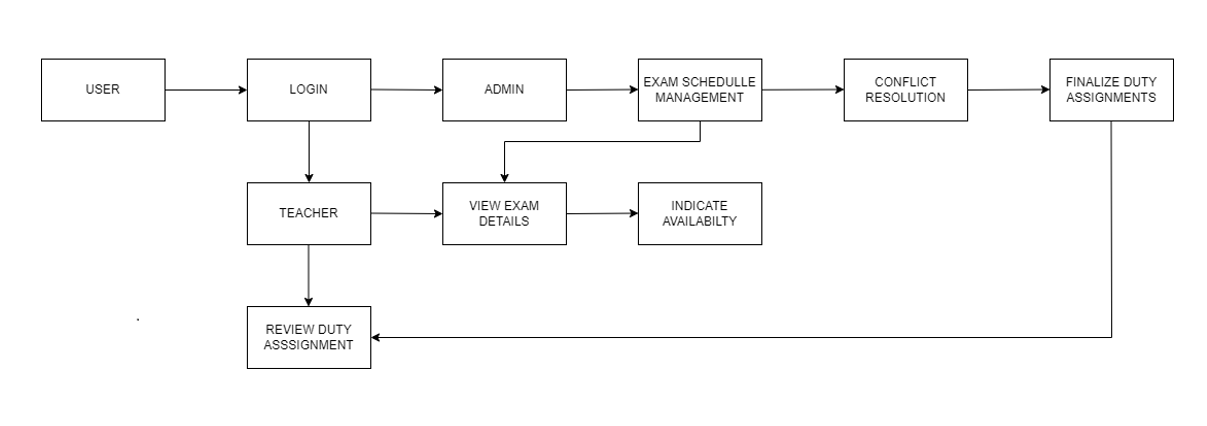 USER
LOGIN
ADMIN
EXAM SCHEDULLE
MANAGEMENT
CONFLICT
RESOLUTION
FINALIZE DUTY
ASSIGNMENTS
TEACHER
VIEW EXAM
DETAILS
INDICATE
AVAILABILTY
REVIEW DUTY
ASSSIGNMENT